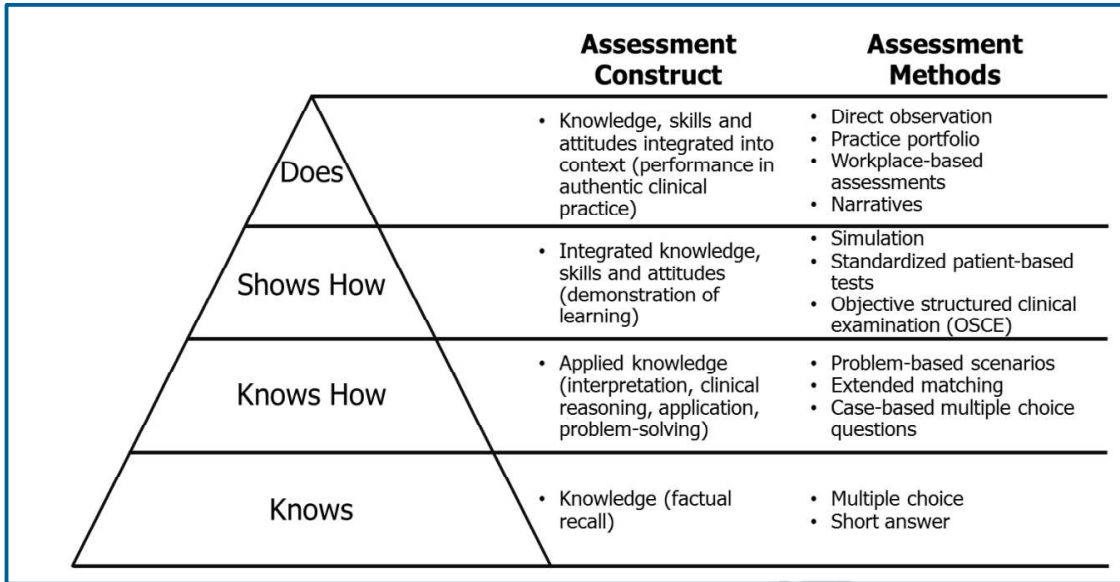 Assessment Construct
Assessment Methods
Does
• Knowledge, skills and
attitudes integrated into
context (performance in
authentic clinical
practice)
• Direct observation
• Practice portfolio
• Workplace-based
assessments
• Narratives
Shows How
• Integrated knowledge,
skills and attitudes
(demonstration of
learning)
• Simulation
• Standardized patient-based
tests
• Objective structured clinical
examination (OSCE)
Knows How
• Applied knowledge
(interpretation, clinical
reasoning, application,
problem-solving)
• Problem-based scenarios
• Extended matching
• Case-based multiple choice
questions
Knows
• Knowledge (factual
recall)
• Multiple choice
• Short answer